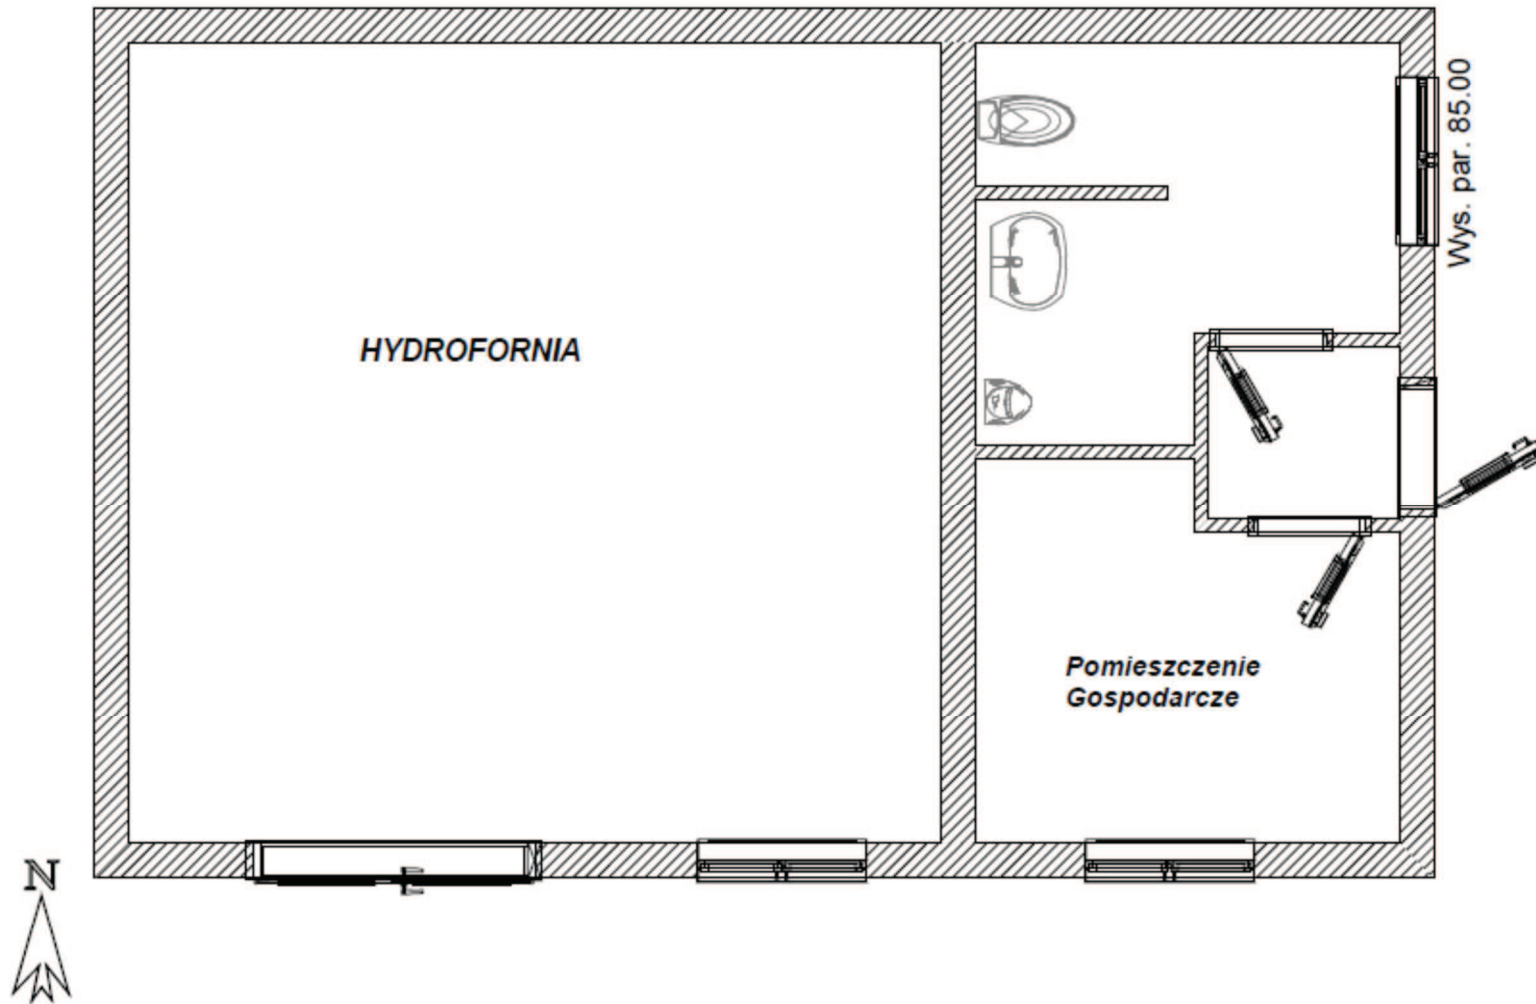 Wys. par. 85.00
HYDROFORNIA
Pomieszczenie
Gospodarcze
N